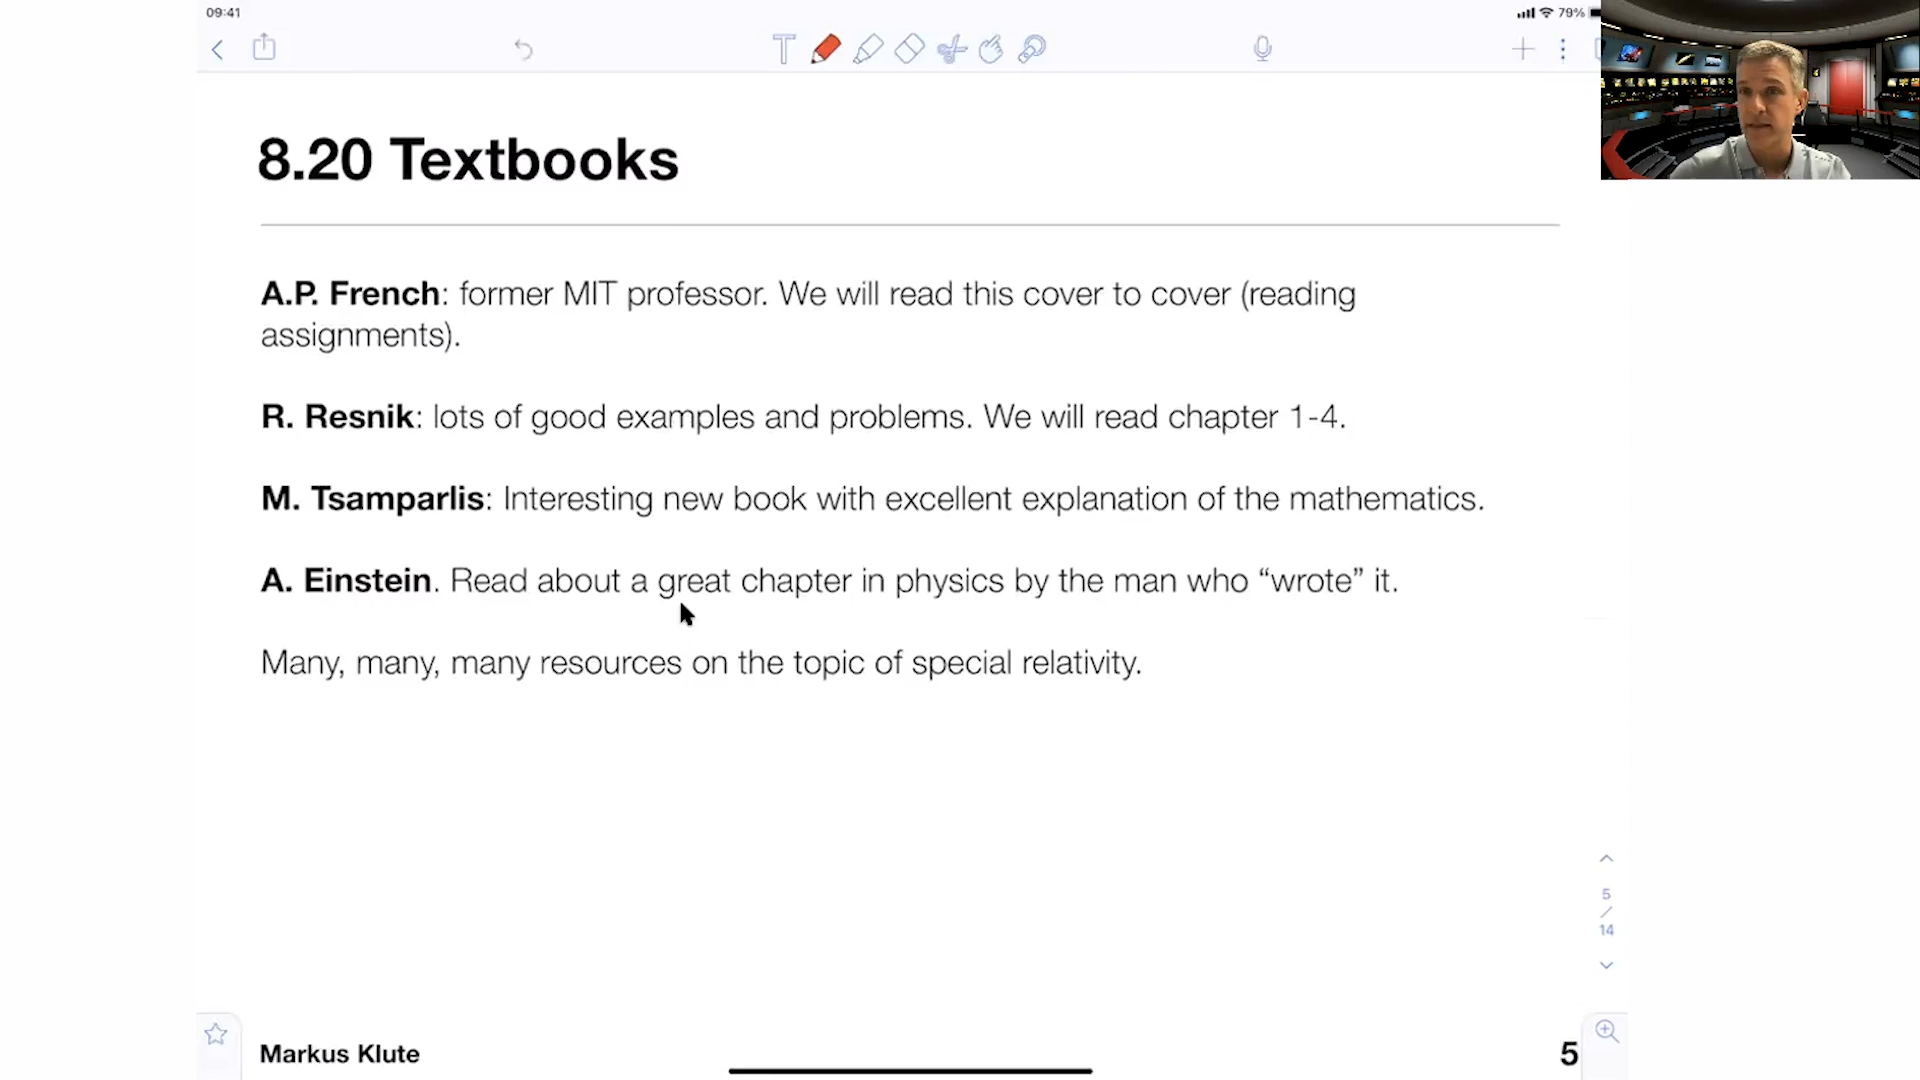 09:41
79%
8.20 Textbooks
A.P. French: former MIT professor. We will read this cover to cover (reading
assignments).
R. Resnik: lots of good examples and problems. We will read chapter 1-4.
M. Tsamparlis: Interesting new book with excellent explanation of the mathematics.
A. Einstein. Read about a great chapter in physics by the man who “wrote” it.
Many, many, many resources on the topic of special relativity.
5
/
14
Markus Klute
5